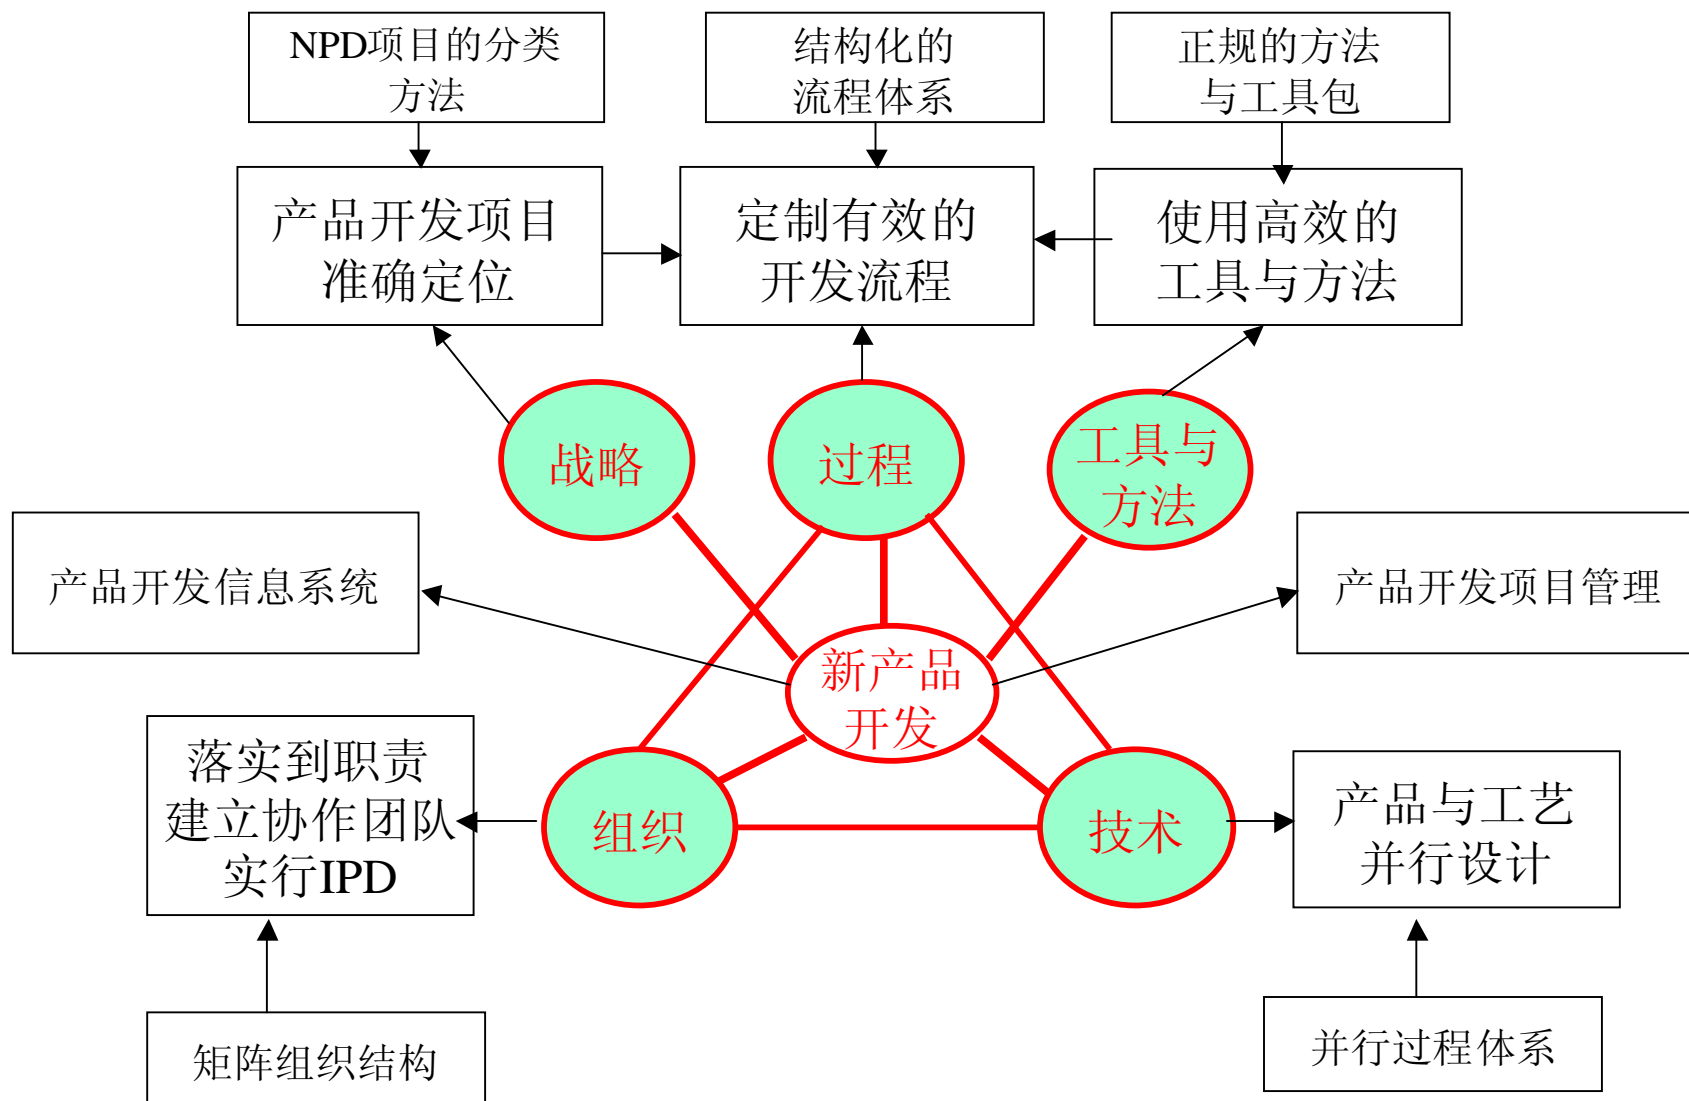 NPD项目的分类
方法
结构化的
流程体系
正规的方法
与工具包
产品开发项目
准确定位
定制有效的
开发流程
使用高效的
工具与方法
战略
过程
工具与
方法
产品开发信息系统
产品开发项目管理
新产品
开发
落实到职责
建立协作团队
实行IPD
组织
技术
产品与工艺
并行设计
矩阵组织结构
并行过程体系